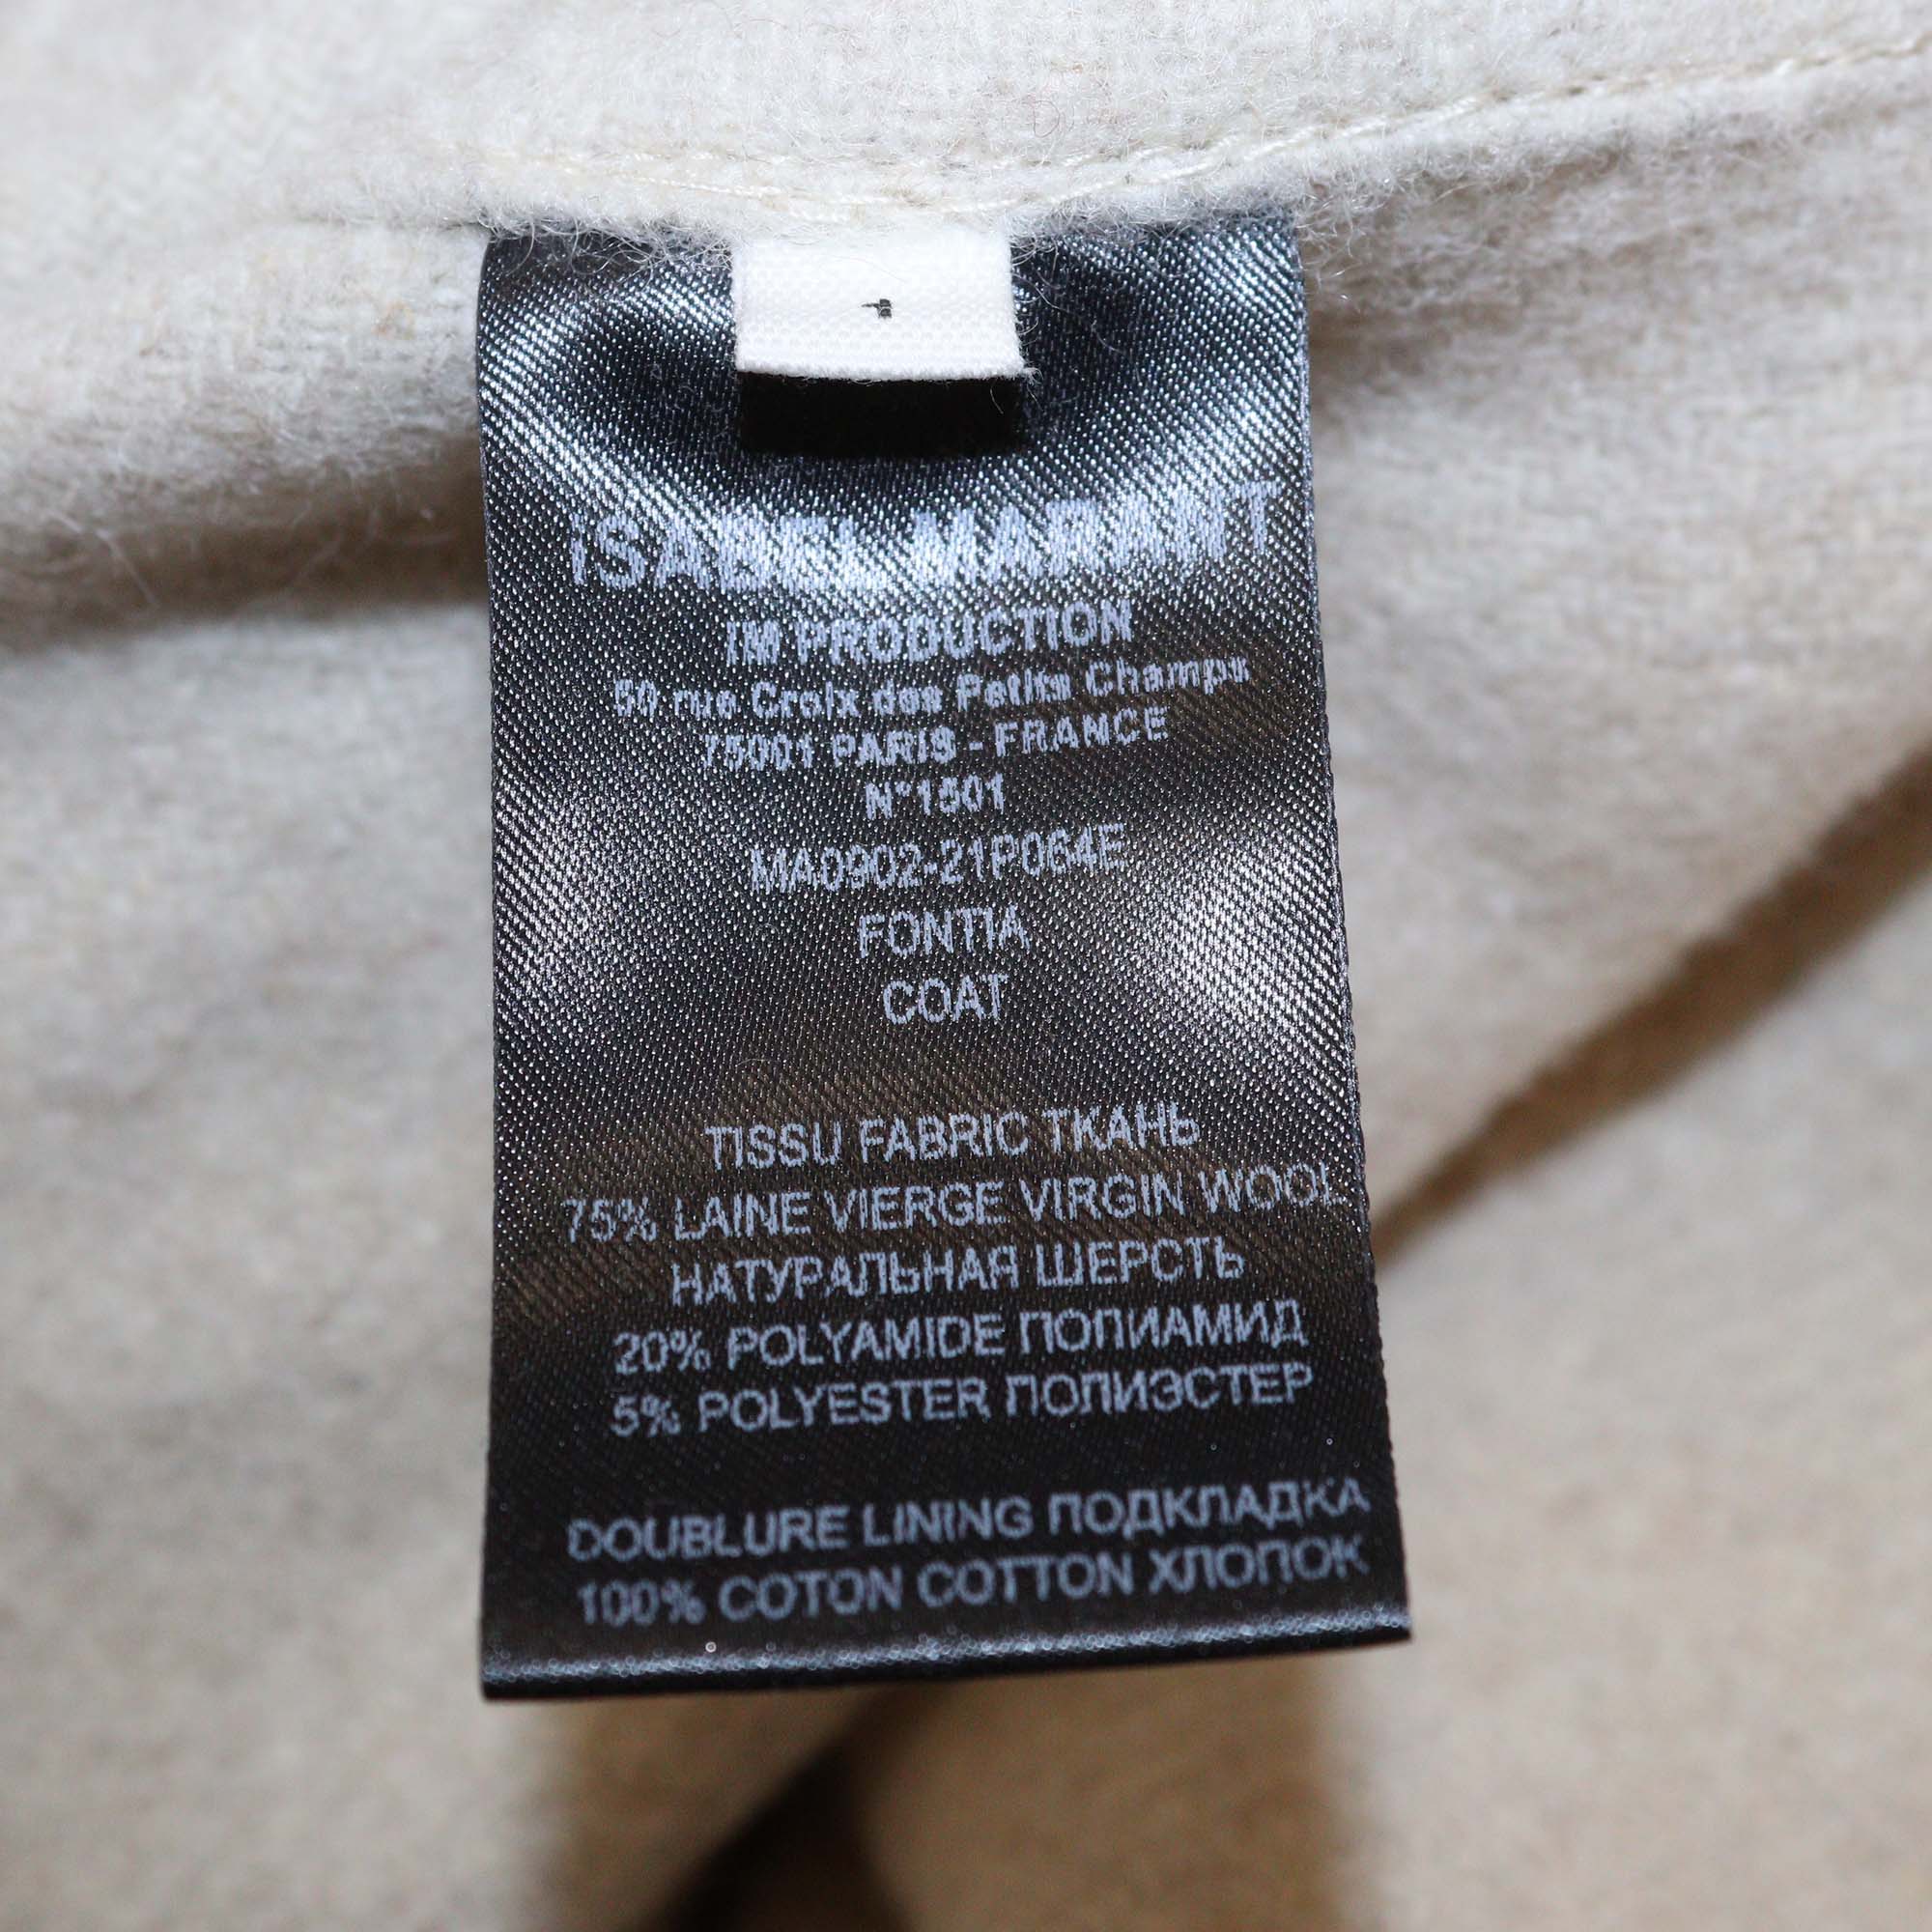 ISABEL MARANT
IM PRODUCTION
50 rue Croix des Petits Champs
75001 PARIS - FRANCE
N°1501
MA0902-21P064E
FONTIA
COAT
TISSU FABRIC ТКАНЬ
75% LAINE VIERGE VIRGIN WOOL
НАТУРАЛЬНАЯ ШЕРСТЬ
20% POLYAMIDE ПОЛИАМИД
5% POLYESTER ПОЛИЭСТЕР
DOUBLURE LINING ПОДКЛАДКА
100% COTON COTTON ХЛОПОК